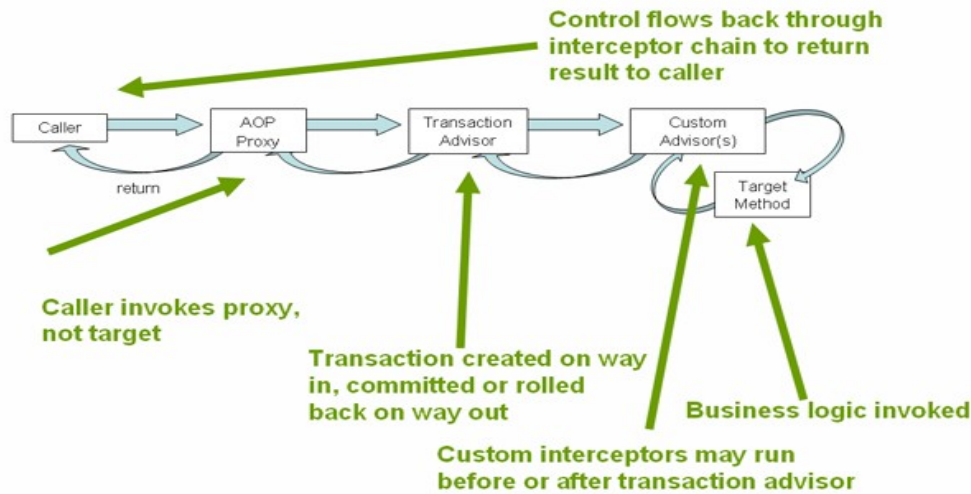 Control flows back through
interceptor chain to return
result to caller
Caller
AOP
Proxy
Transaction
Advisor
Custom
Advisor(s)
return
Target
Method
Caller invokes proxy,
not target
Transaction created on way
in, committed or rolled
back on way out
Business logic invoked
Custom interceptors may run
before or after transaction advisor